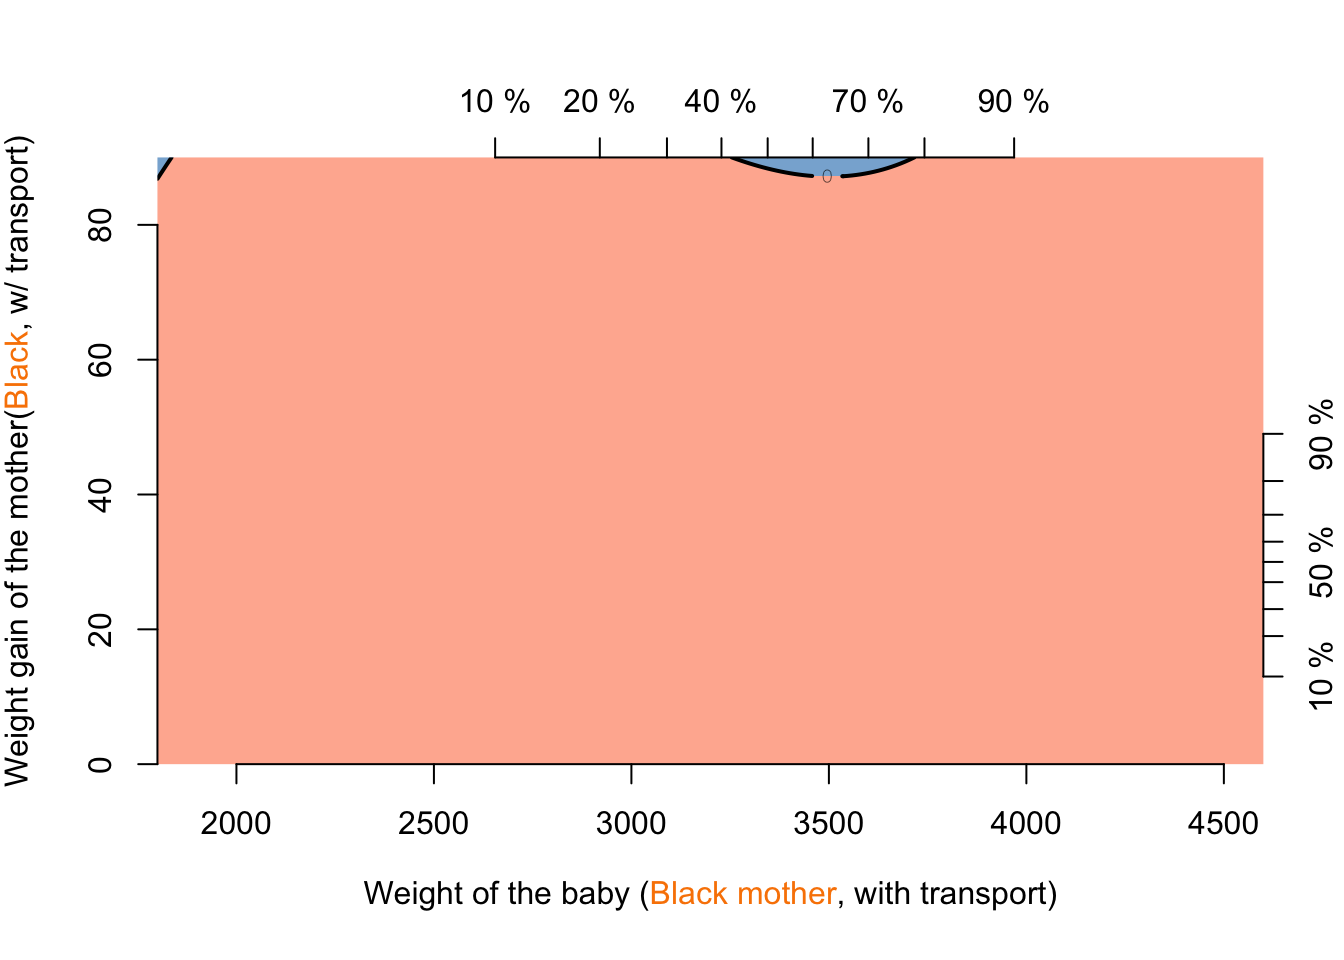 10 % 20 % 40 % 70 % 90 %
0
Weight gain of the mother(Black, w/ transport)
80
60
40
20
0
90 %
50 %
10 %
2000 2500 3000 3500 4000 4500
Weight of the baby (Black mother, with transport)